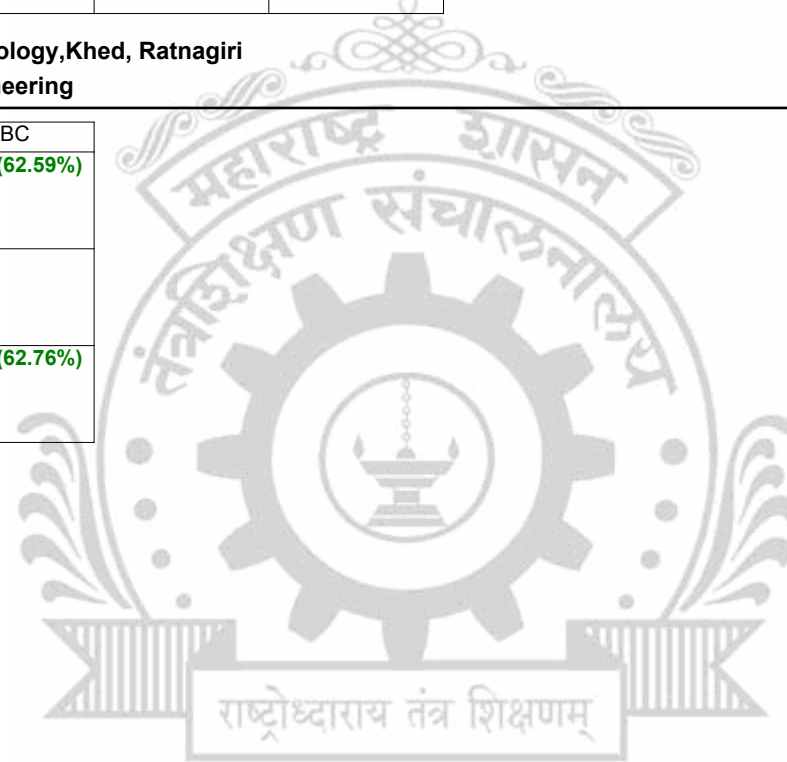 ology,Khed, Ratnagiri
eering
BC
(62.59%)
(62.76%)
महाराष्ट्र शासन
तंत्रशिक्षण संचालनालय
राष्ट्रोध्दाराय तंत्र शिक्षणम्